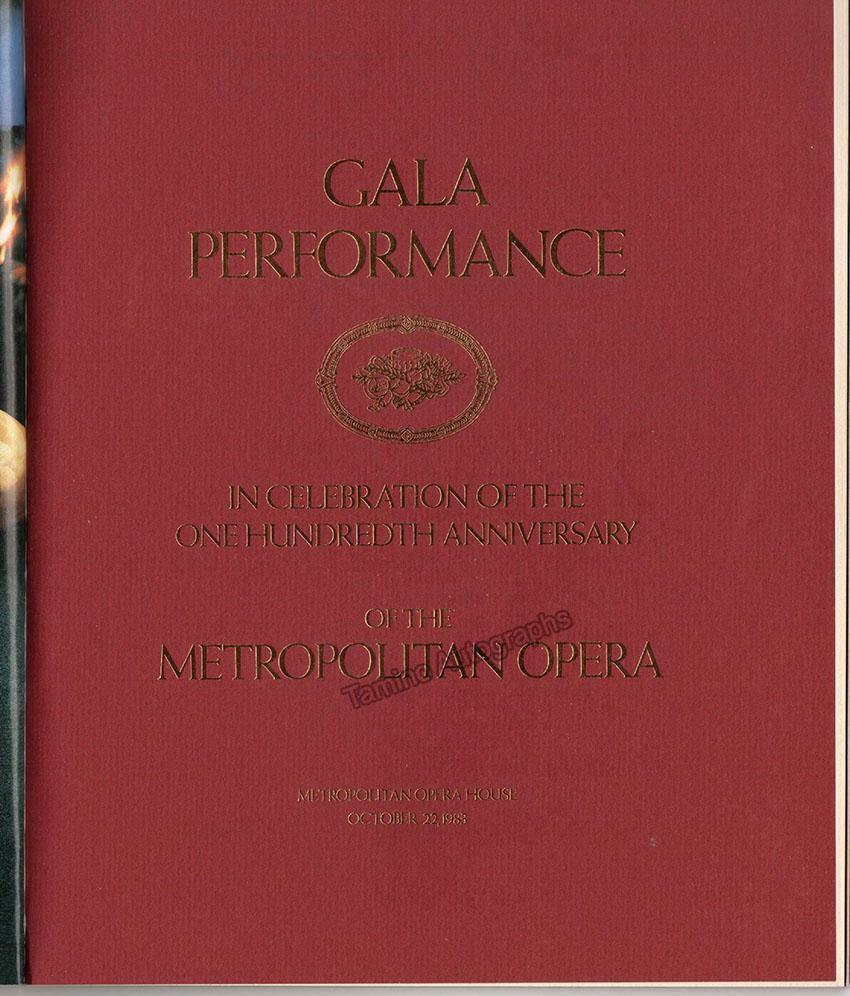 GALA
PERFORMANCE
IN CELEBRATION OF THE
ONE HUNDREDTH ANNIVERSARY
OF THE
METROPOLITAN OPERA
Tamino Autographs
METROPOLITAN OPERA HOUSE
OCTOBER 22, 1983